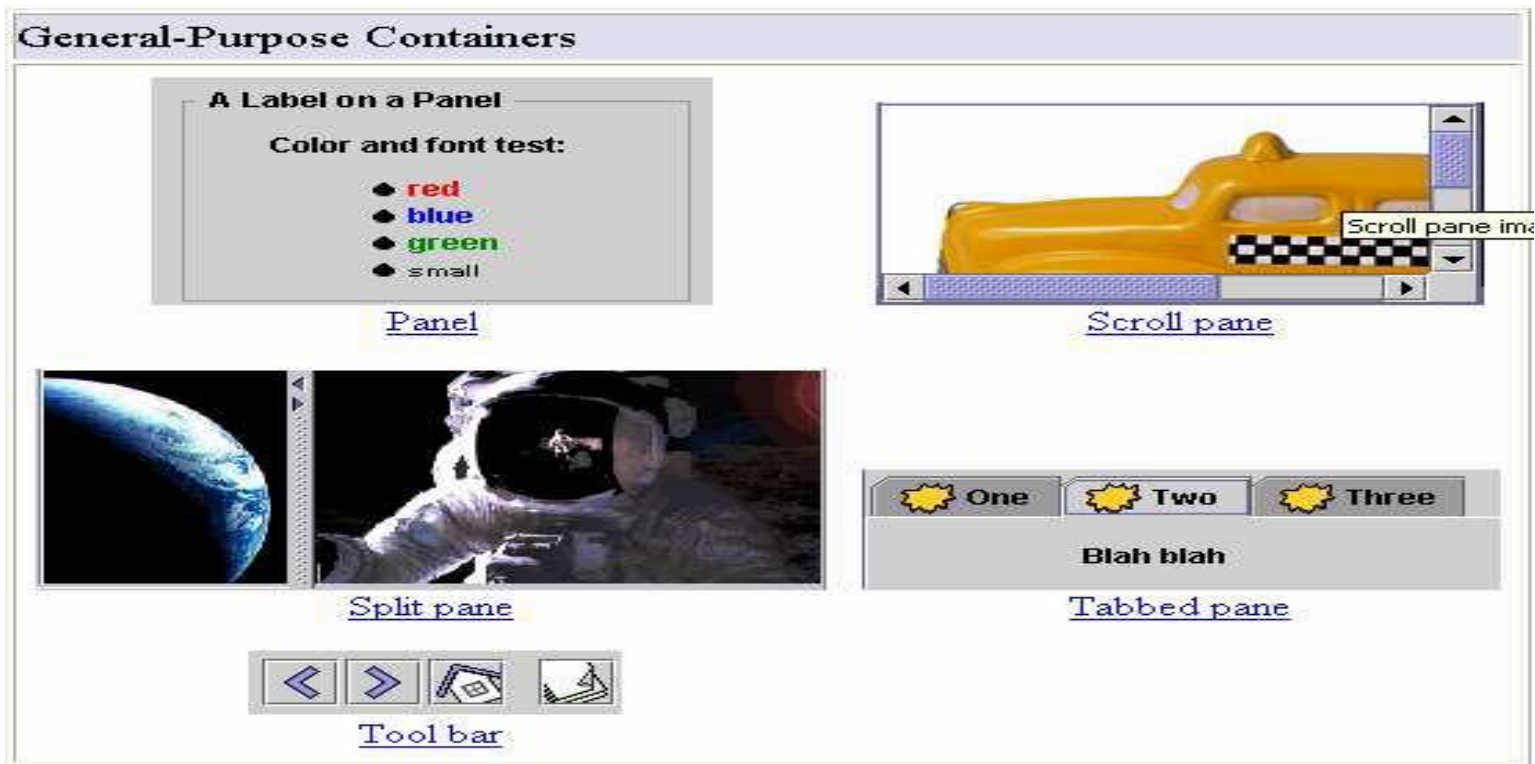 General-Purpose Containers
A Label on a Panel
Color and font test:
red
blue
green
small
Panel
Scroll pane ima
Scroll pane
Split pane
One Two Three
Blah blah
Tabbed pane
Tool bar